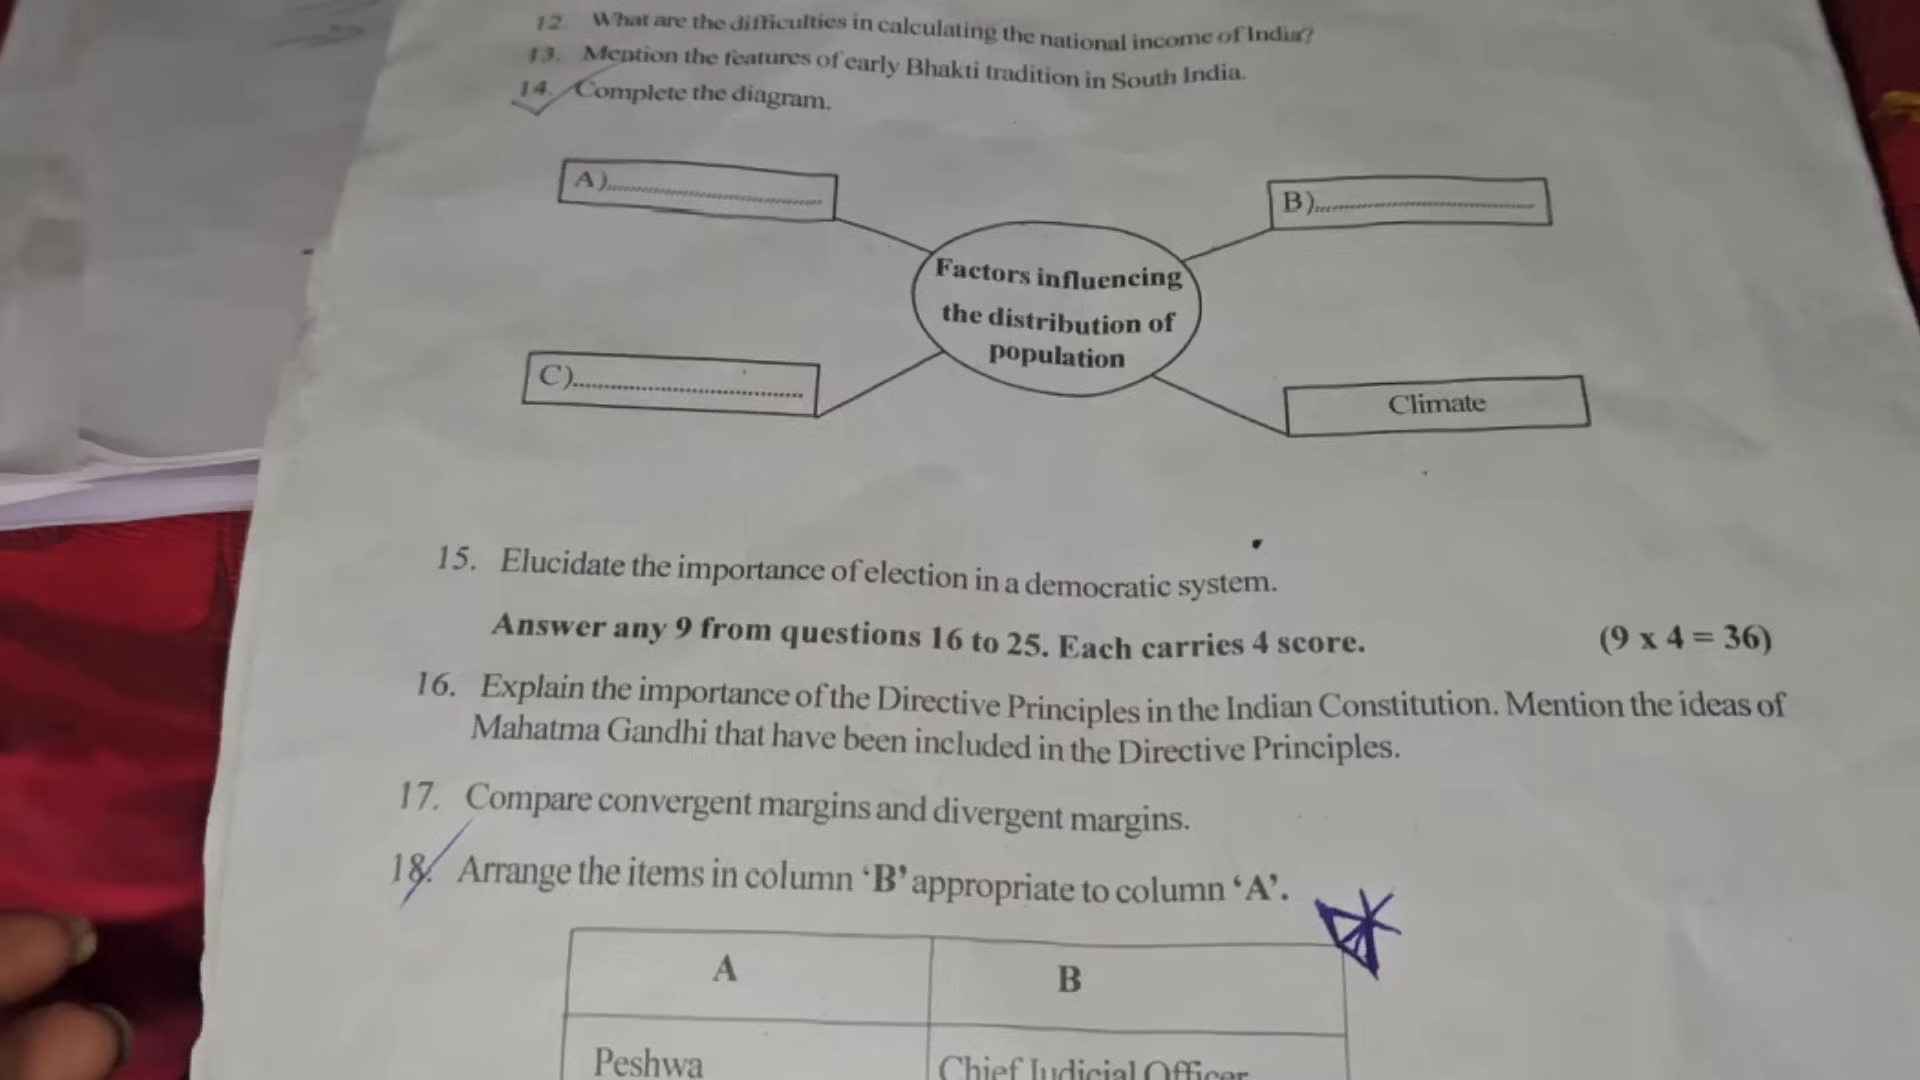 12. What are the difficulties in calculating the national income of India?
13. Mention the features of early Bhakti tradition in South India.
14. Complete the diagram.
A)..............................
B)..............................
Factors influencing
the distribution of
population
C)..............................
Climate
15. Elucidate the importance of election in a democratic system.
Answer any 9 from questions 16 to 25. Each carries 4 score. (9 x 4 = 36)
16. Explain the importance of the Directive Principles in the Indian Constitution. Mention the ideas of
Mahatma Gandhi that have been included in the Directive Principles.
17. Compare convergent margins and divergent margins.
18. Arrange the items in column ‘B’ appropriate to column ‘A’.
A B
Peshwa Chief Judicial Officer